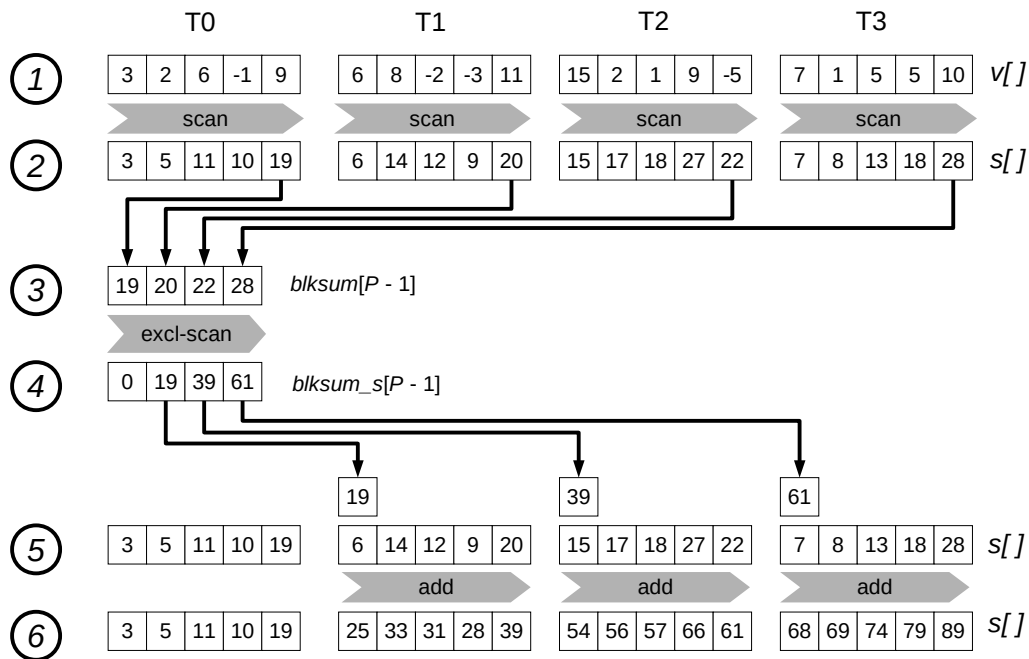 T0 T1 T2 T3
1 3 2 6 -1 9 6 8 -2 -3 11 15 2 1 9 -5 7 1 5 5 10 v[ ]
scan scan scan scan
2 3 5 11 10 19 6 14 12 9 20 15 17 18 27 22 7 8 13 18 28 s[ ]
3 19 20 22 28 blksum[P - 1]
excl-scan
4 0 19 39 61 blksum_s[P - 1]
19 39 61
5 3 5 11 10 19 6 14 12 9 20 15 17 18 27 22 7 8 13 18 28 s[ ]
add add add
6 3 5 11 10 19 25 33 31 28 39 54 56 57 66 61 68 69 74 79 89 s[ ]